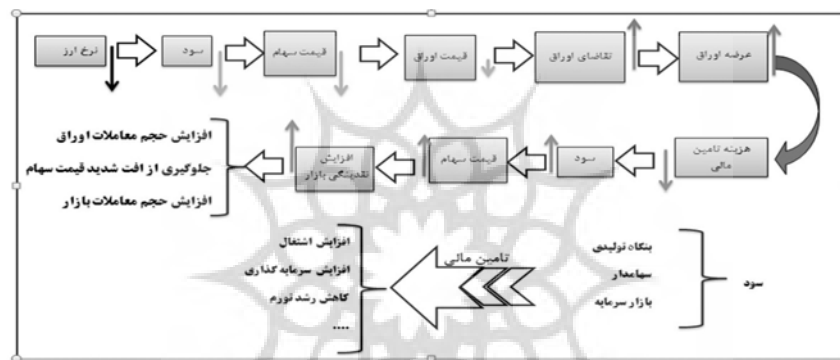 نرخ ارز
سود
قیمت سهام
قیمت اوراق
تقاضای اوراق
عرضه اوراق
هزینه تامین
مالی
سود
قیمت سهام
افزایش
نقدینگی بازار
افزایش حجم معاملات اوراق
جلوگیری از افت شدید قیمت سهام
افزایش حجم معاملات بازار
سود
بنگاه تولیدی
سهامدار
بازار سرمایه
تامین مالی
افزایش اشتغال
افزایش سرمایه گذاری
کاهش رشد تورم
....